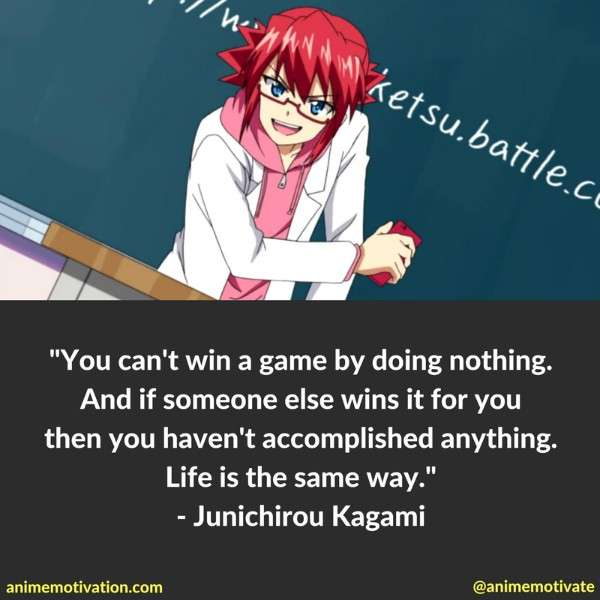 ://w
ketsu.battle.c
"You can't win a game by doing nothing.
And if someone else wins it for you
then you haven't accomplished anything.
Life is the same way."
- Junichirou Kagami
animemotivation.com
@animemotivate